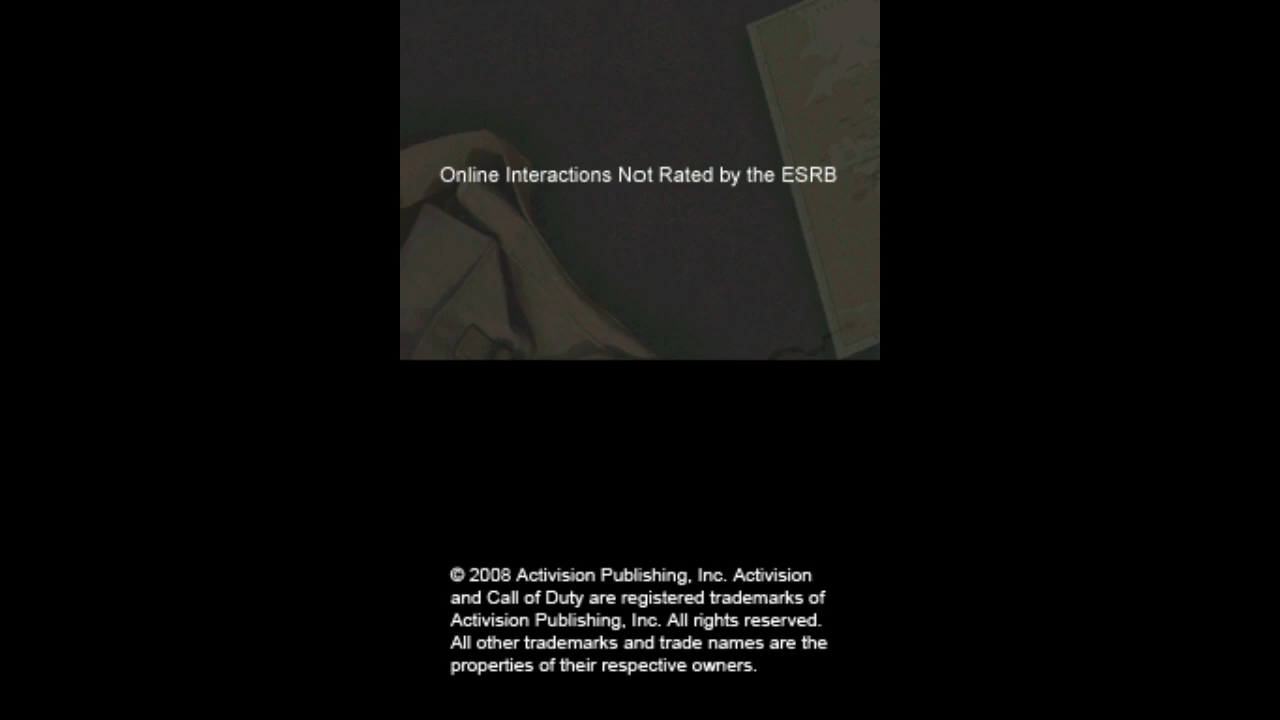 Online Interactions Not Rated by the ESRB
© 2008 Activision Publishing, Inc. Activision
and Call of Duty are registered trademarks of
Activision Publishing, Inc. All rights reserved.
All other trademarks and trade names are the
properties of their respective owners.